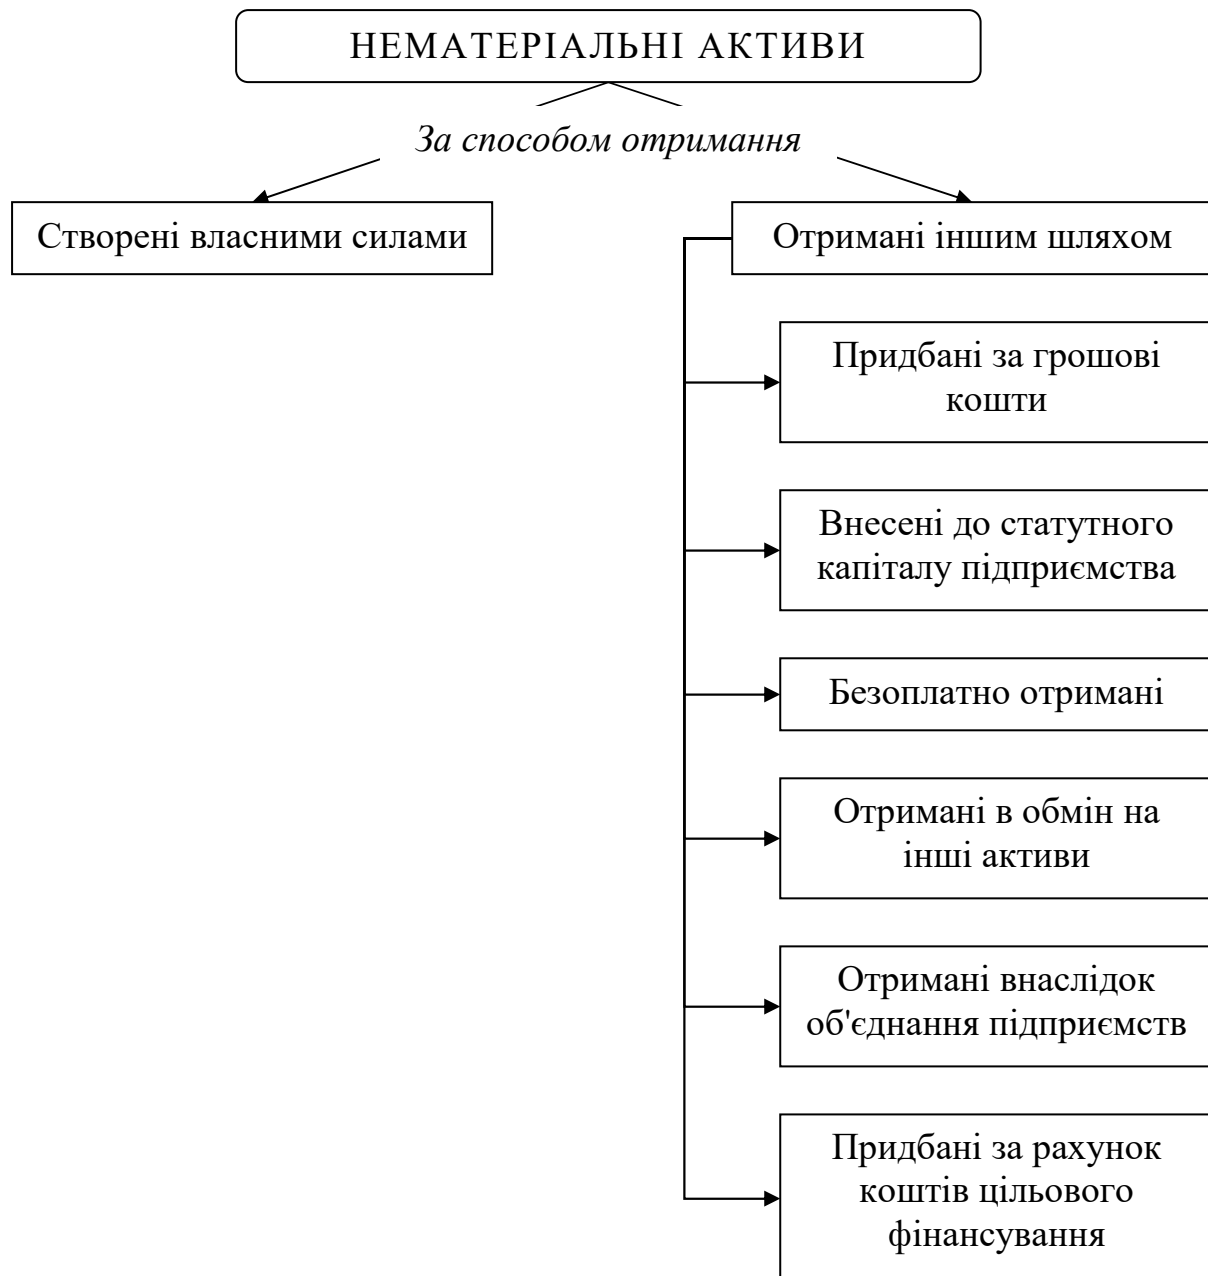 НЕМАТЕРІАЛЬНІ АКТИВИ
За способом отримання
Створені власними силами
Отримані іншим шляхом
Придбані за грошові
кошти
Внесені до статутного
капіталу підприємства
Безоплатно отримані
Отримані в обмін на
інші активи
Отримані внаслідок
об'єднання підприємств
Придбані за рахунок
коштів цільового
фінансування